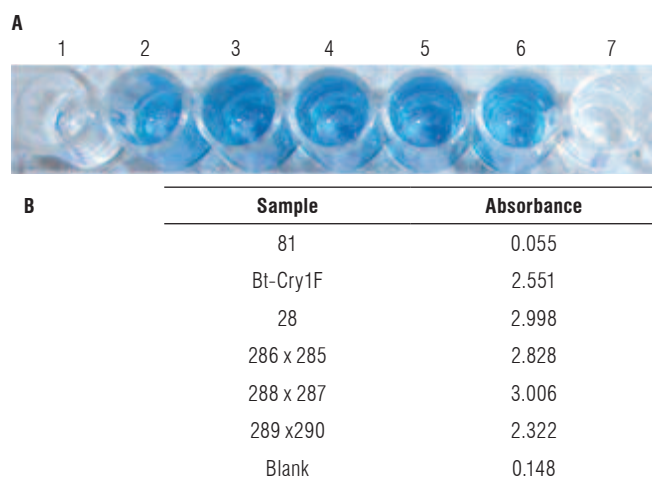 A
1 2 3 4 5 6 7
B Sample Absorbance
81 0.055
Bt-Cry1F 2.551
28 2.998
286 x 285 2.828
288 x 287 3.006
289 x290 2.322
Blank 0.148